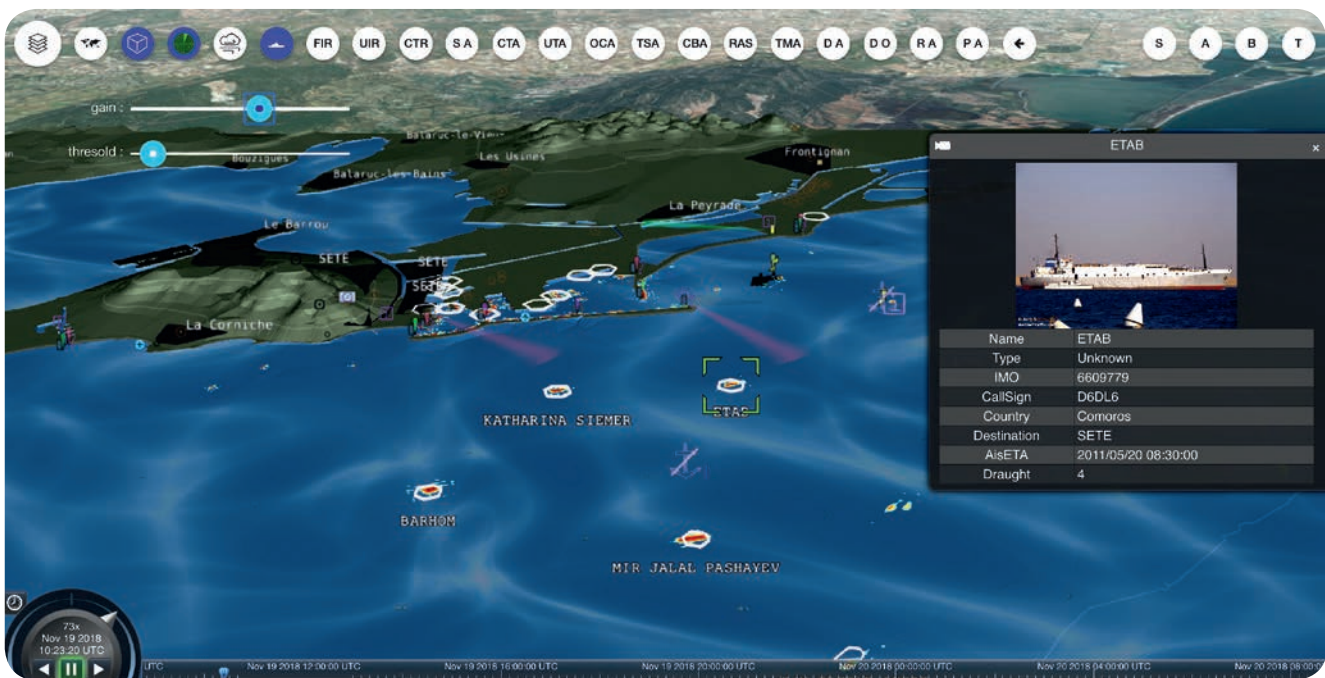 FIR UIR CTR S A CTA UTA OCA TSA CBA RAS TMA D A D O R A P A S A B T
gain :
thresold :
Balaruc-le-Vieu
Bouzigues
Les Usines
Frontignan
Balaruc-les-Bains
La Peyrade
Le Barrou
SETE
SETE
SETE
La Corniche
KATHARINA SIEMER
ETAB
BARHOM
MIR JALAL PASHAYEV
ETAB x
Name ETAB
Type Unknown
IMO 6609779
CallSign D6DL6
Country Comoros
Destination SETE
AisETA 2011/05/20 08:30:00
Draught 4
73x
Nov 19 2018
10:23:20 UTC
UTC Nov 19 2018 12:00:00 UTC Nov 19 2018 16:00:00 UTC Nov 19 2018 20:00:00 UTC Nov 20 2018 00:00:00 UTC Nov 20 2018 04:00:00 UTC Nov 20 2018 08:00:0